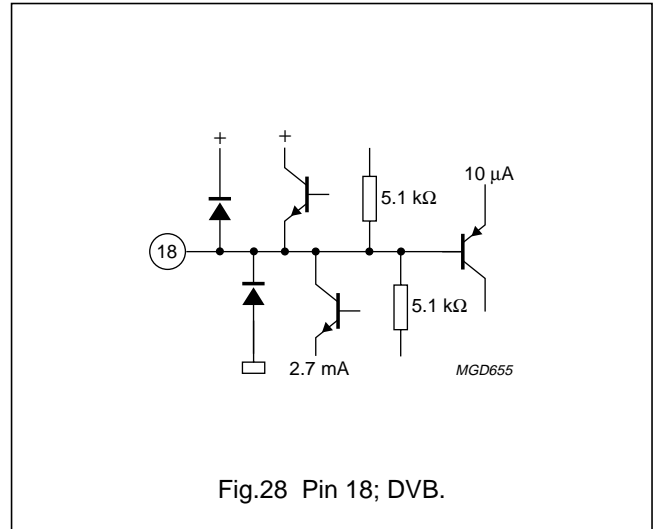 + +
10 μA
5.1 kΩ
18
5.1 kΩ
2.7 mA
MGD655
Fig.28 Pin 18; DVB.